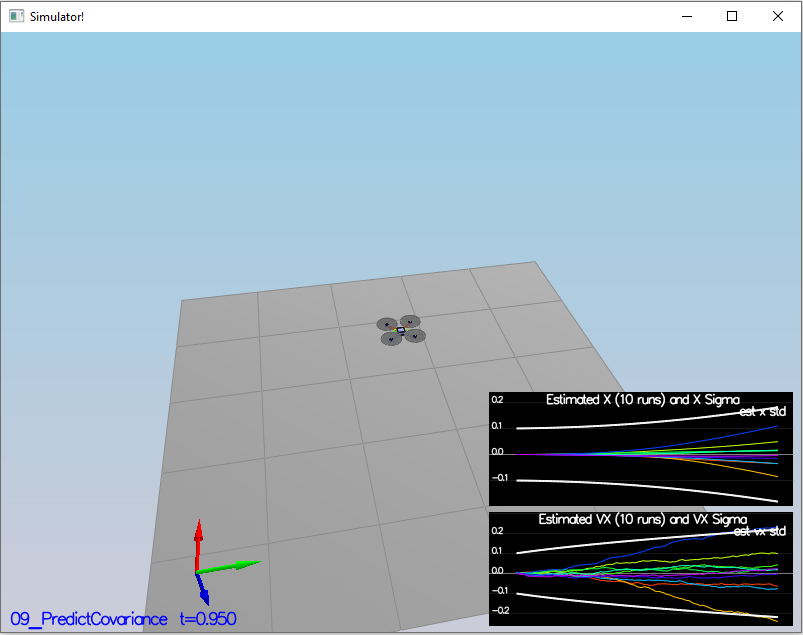 Simulator!
Estimated X (10 runs) and X Sigma
0.2
est x std
0.1
0.0
-0.1
Estimated VX (10 runs) and VX Sigma
0.2
est vx std
0.1
0.0
-0.1
-0.2
09_PredictCovariance t=0.950